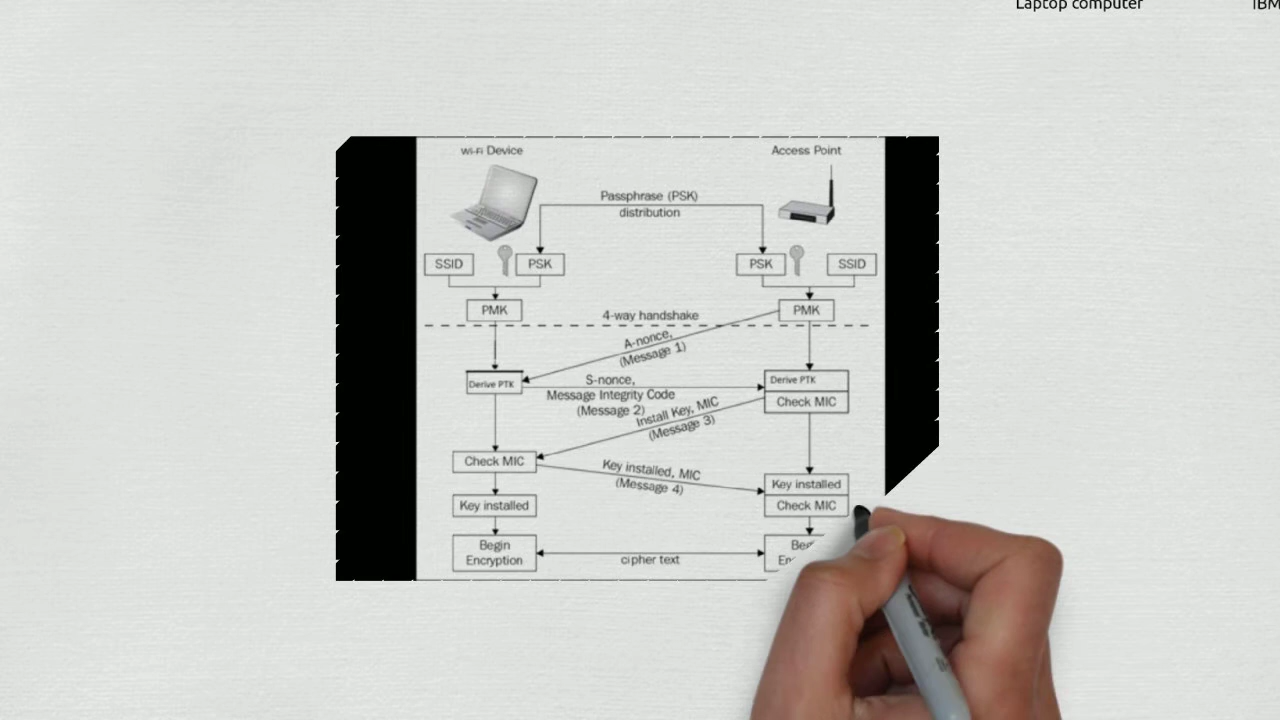 Laptop computer
IBM
Wi-Fi Device
Access Point
Passphrase (PSK)
distribution
SSID
PSK
PSK
SSID
PMK
PMK
4-way handshake
A-nonce,
(Message 1)
Derive PTK
S-nonce,
Message Integrity Code
(Message 2)
Derive PTK
Check MIC
Install Key, MIC
(Message 3)
Check MIC
Key installed, MIC
(Message 4)
Key installed
Check MIC
Key installed
Begin
Encryption
cipher text